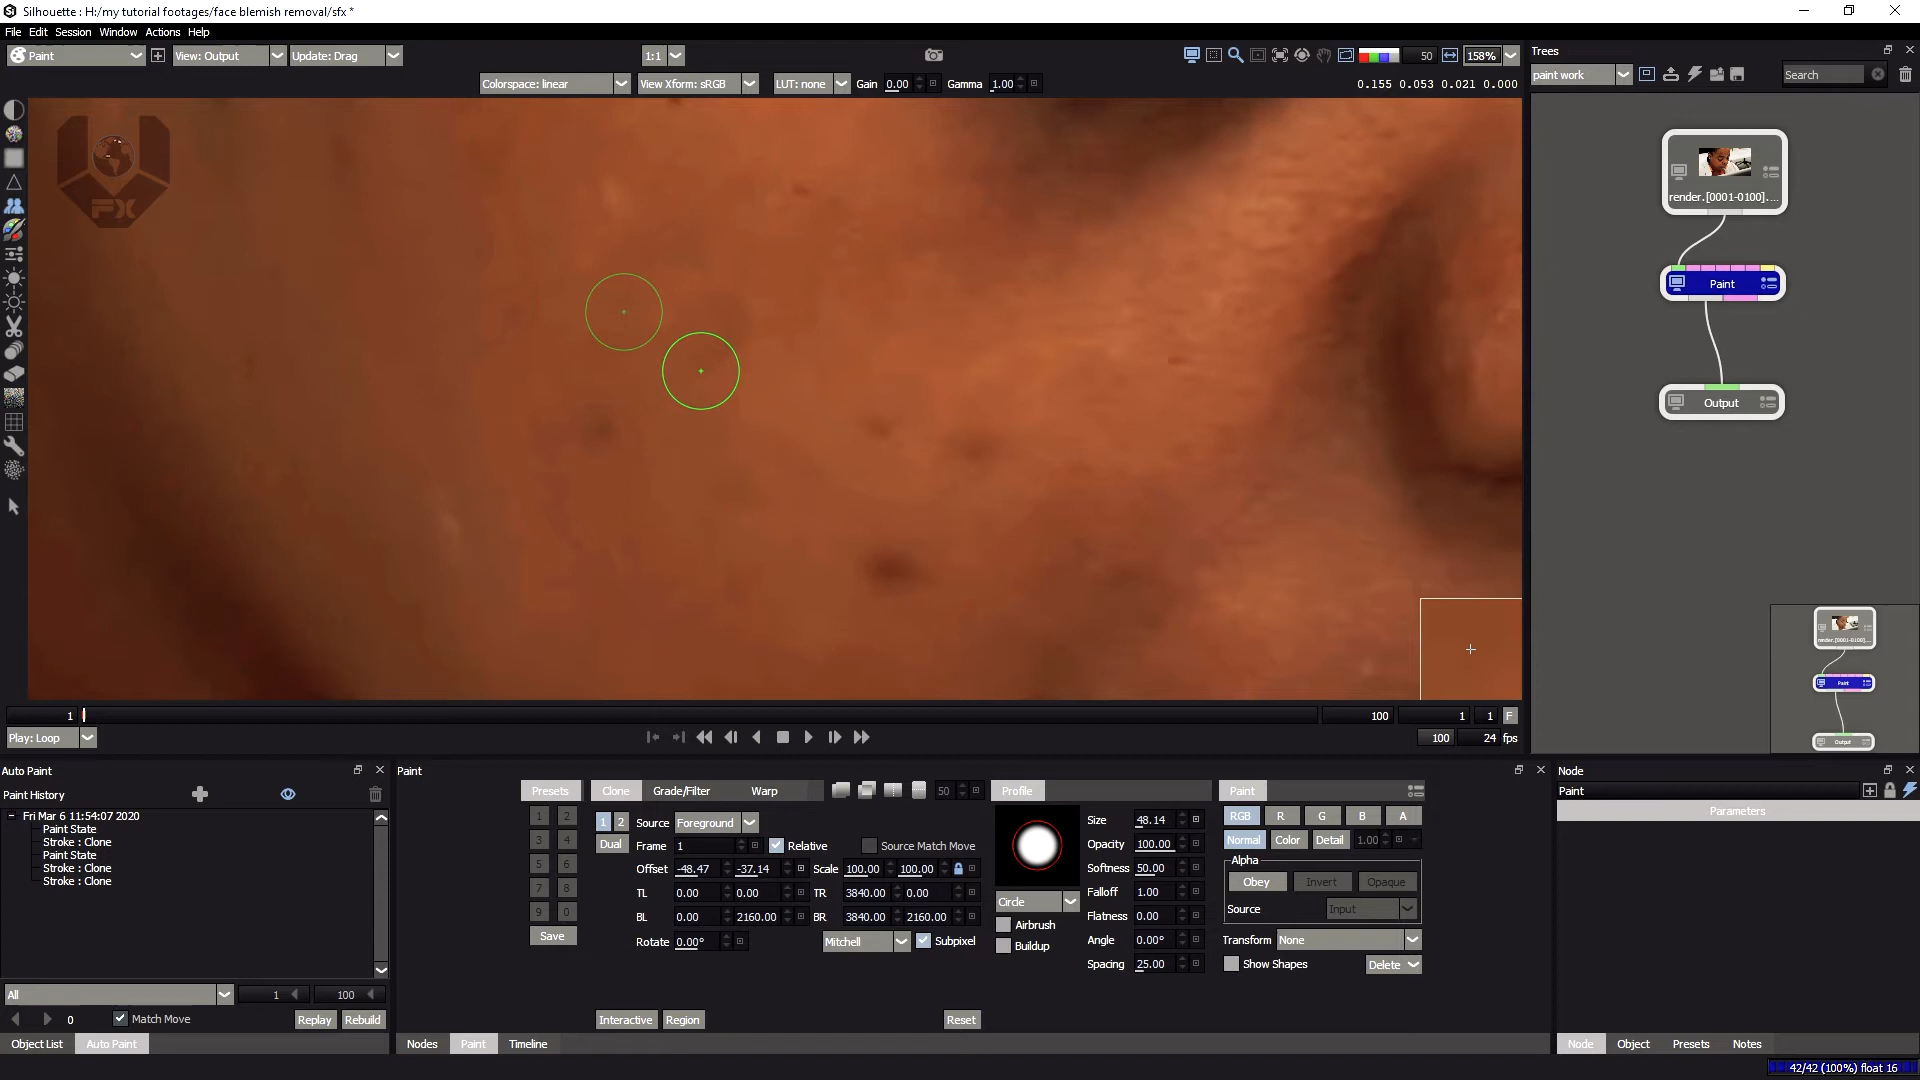 Silhouette : H:/my tutorial footages/face blemish removal/sfx *
File Edit Session Window Actions Help
Paint View: Output Update: Drag 1:1 50 158%
Colorspace: linear View Xform: sRGB LUT: none Gain 0.00 Gamma 1.00 0.155 0.053 0.021 0.000
Trees
paint work Search
FX
render.[0001-0100]....
Paint
Output
render.[0001-0100]....
Paint
Output
1 100 1 1 F
Play: Loop 100 24 fps
Auto Paint
Paint History
Fri Mar 6 11:54:07 2020
Paint State
Stroke : Clone
Paint State
Stroke : Clone
Stroke : Clone
All 1 100
0 Match Move Replay Rebuild
Object List Auto Paint
Paint
Presets Clone Grade/Filter Warp 50 Profile Paint
1 2
3 4
5 6
7 8
9 0
Save
1 2 Source Foreground
Dual Frame 1 Relative Source Match Move
Offset -48.47 -37.14 Scale 100.00 100.00
TL 0.00 0.00 TR 3840.00 0.00
BL 0.00 2160.00 BR 3840.00 2160.00
Rotate 0.00° Mitchell Subpixel
Interactive Region Reset
Circle
Airbrush
Buildup
Size 48.14
Opacity 100.00
Softness 50.00
Falloff 1.00
Flatness 0.00
Angle 0.00°
Spacing 25.00
RGB R G B A
Normal Color Detail 1.00
Alpha
Obey Invert Opaque
Source Input
Transform None
Show Shapes Delete
Nodes Paint Timeline
Node
Paint
Parameters
Node Object Presets Notes
42/42 (100%) float 16